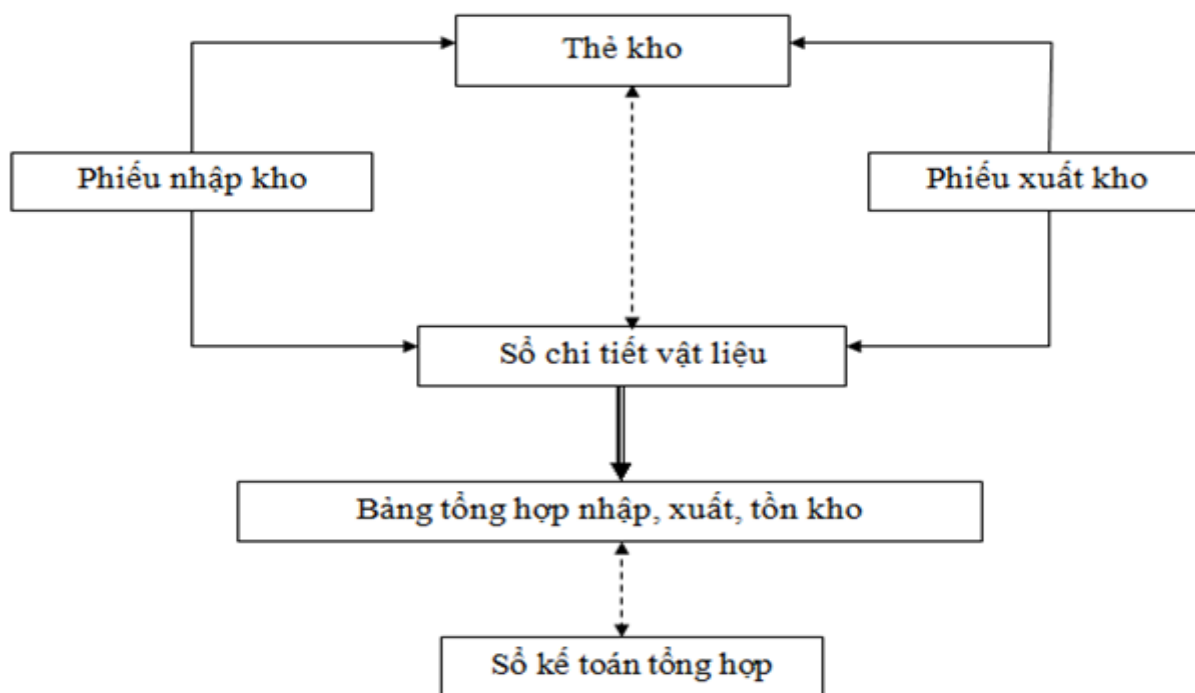 Thẻ kho
Phiếu nhập kho
Phiếu xuất kho
Sổ chi tiết vật liệu
Bảng tổng hợp nhập, xuất, tồn kho
Sổ kế toán tổng hợp